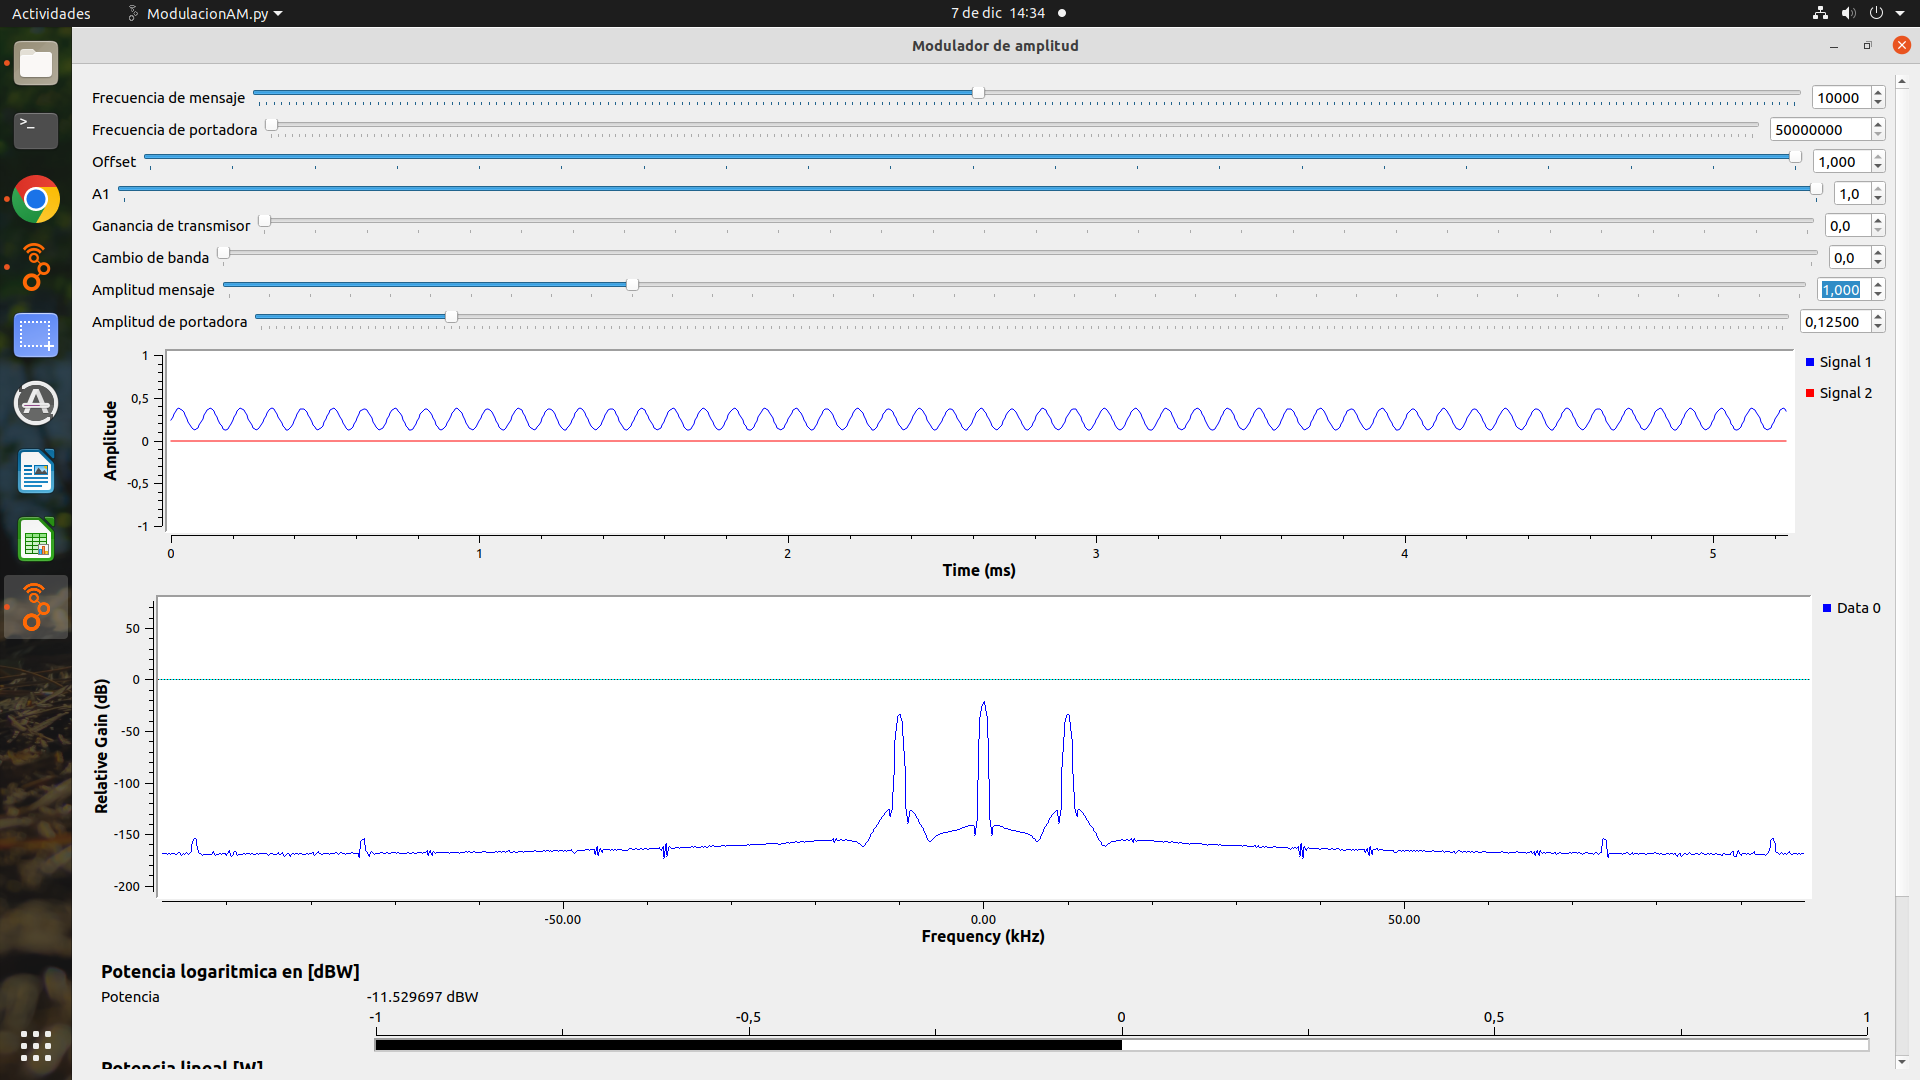 Actividades ModulacionAM.py 7 de dic 14:34
Modulador de amplitud
Frecuencia de mensaje 10000
Frecuencia de portadora 50000000
Offset 1,000
A1 1,0
Ganancia de transmisor 0,0
Cambio de banda 0,0
Amplitud mensaje 1,000
Amplitud de portadora 0,12500
1
0,5
0
-0,5
-1
Amplitude
Signal 1
Signal 2
0 1 2 3 4 5
Time (ms)
50
0
-50
-100
-150
-200
Relative Gain (dB)
Data 0
-50.00 0.00 50.00
Frequency (kHz)
Potencia logaritmica en [dBW]
Potencia -11.529697 dBW
-1 -0,5 0 0,5 1
Potencia lineal [W]